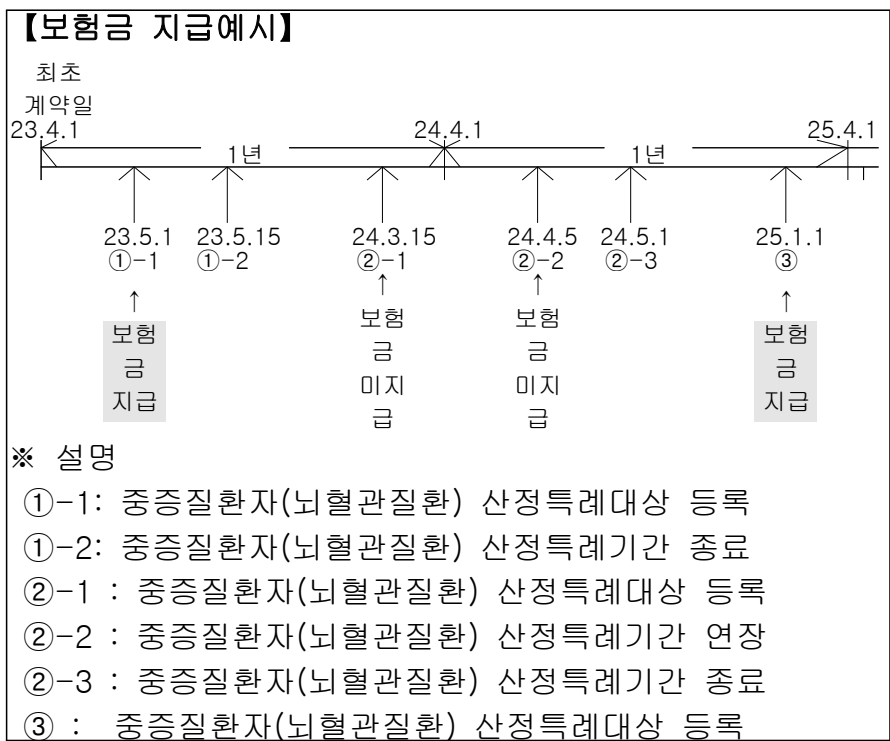 【보험금 지급예시】
최초
계약일
23.4.1 24.4.1 25.4.1
1년 1년
23.5.1 23.5.15 24.3.15 24.4.5 24.5.1 25.1.1
①-1 ①-2 ②-1 ②-2 ②-3 ③
↑ ↑ ↑ ↑
보험 보험 보험 보험
금 금 금 금
지급 미지 미지 지급
급 급
※ 설명
①-1: 중증질환자(뇌혈관질환) 산정특례대상 등록
①-2: 중증질환자(뇌혈관질환) 산정특례기간 종료
②-1 : 중증질환자(뇌혈관질환) 산정특례대상 등록
②-2 : 중증질환자(뇌혈관질환) 산정특례기간 연장
②-3 : 중증질환자(뇌혈관질환) 산정특례기간 종료
③ : 중증질환자(뇌혈관질환) 산정특례대상 등록